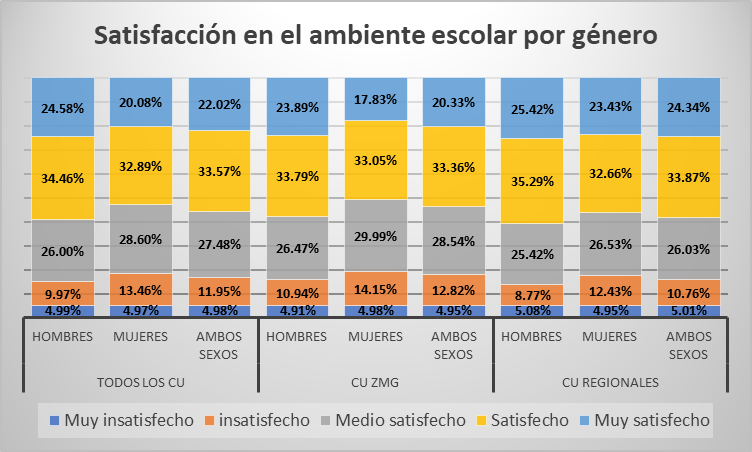 Satisfacción en el ambiente escolar por género
24.58% 20.08% 22.02% 23.89% 17.83% 20.33% 25.42% 23.43% 24.34%
34.46% 32.89% 33.57% 33.79% 33.05% 33.36% 35.29% 32.66% 33.87%
26.00% 28.60% 27.48% 26.47% 29.99% 28.54% 25.42% 26.53% 26.03%
9.97% 13.46% 11.95% 10.94% 14.15% 12.82% 8.77% 12.43% 10.76%
4.99% 4.97% 4.98% 4.91% 4.98% 4.95% 5.08% 4.95% 5.01%
HOMBRES MUJERES AMBOS HOMBRES MUJERES AMBOS HOMBRES MUJERES AMBOS
SEXOS SEXOS SEXOS
TODOS LOS CU CU ZMG CU REGIONALES
Muy insatisfecho insatisfecho Medio satisfecho Satisfecho Muy satisfecho